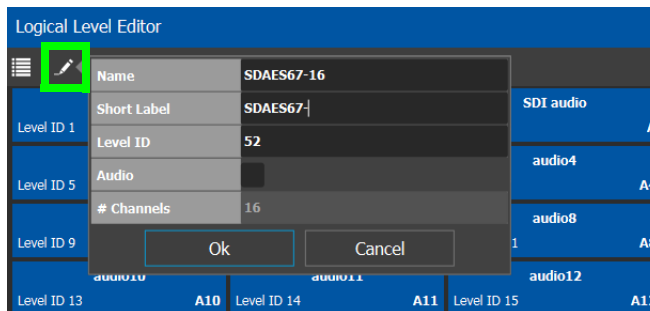 Logical Level Editor
Name SDAES67-16
Short Label SDAES67-
SDI audio
Level ID 1
Level ID 52
Audio
audio4
Level ID 5
# Channels 16
audio8
Level ID 9
Ok Cancel
audio10 audio11 audio12
Level ID 13 A10 Level ID 14 A11 Level ID 15